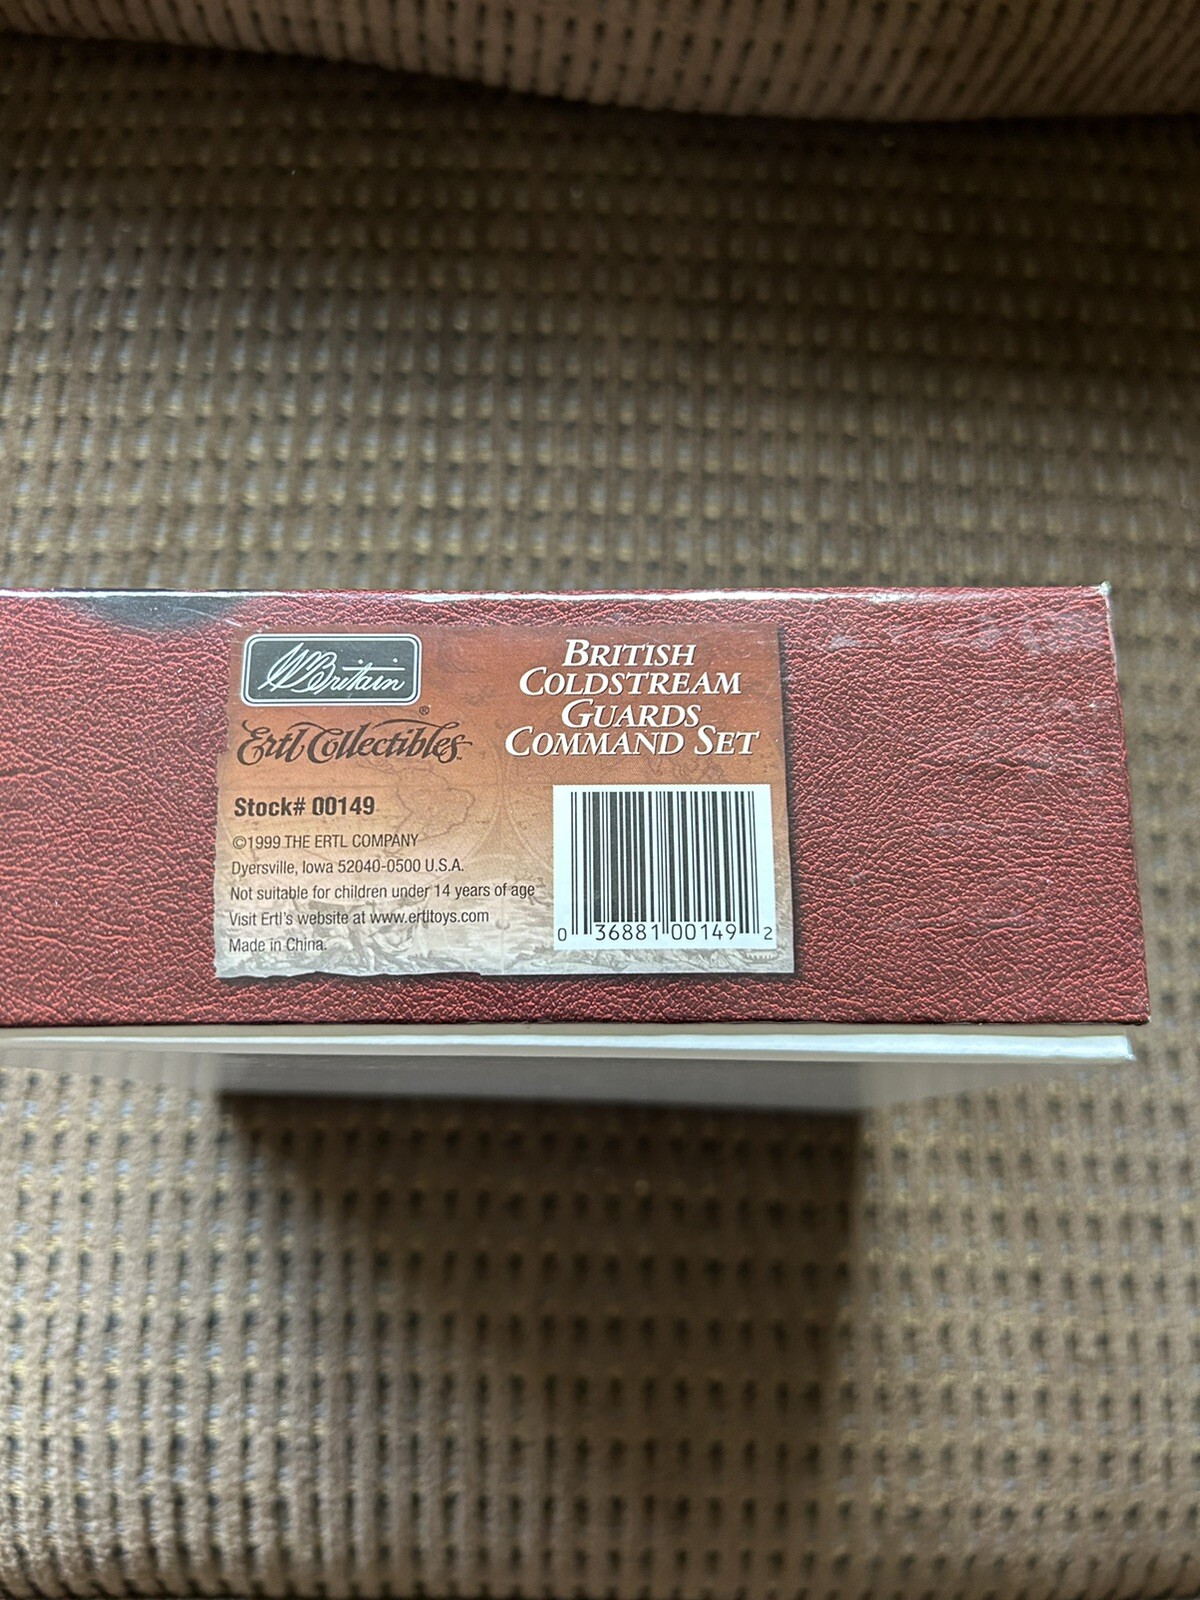 W.Britain
®
Ertl Collectibles™
BRITISH
COLDSTREAM
GUARDS
COMMAND SET
Stock# 00149
©1999 THE ERTL COMPANY
Dyersville, Iowa 52040-0500 U.S.A.
Not suitable for children under 14 years of age
Visit Ertl's website at www.ertltoys.com
Made in China.
0 36881 00149 2